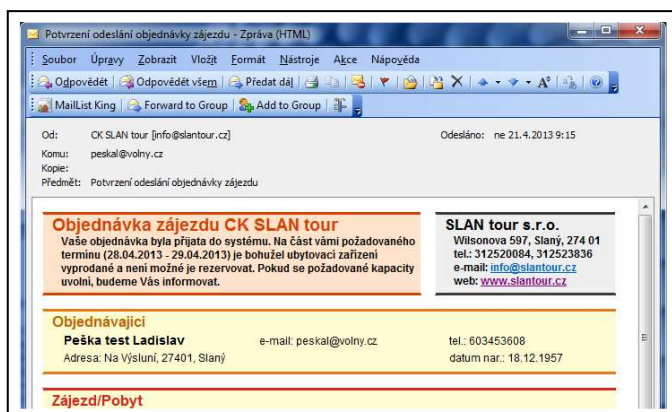 Potvrzení odeslání objednávky zájezdu - Zpráva (HTML)
Soubor Úpravy Zobrazit Vložit Formát Nástroje Akce Nápověda
Odpovědět Odpovědět všem Předat dál
MailList King Forward to Group Add to Group
Od: CK SLAN tour [info@slantour.cz] Odesláno: ne 21.4.2013 9:15
Komu: peskal@volny.cz
Kopie:
Předmět: Potvrzení odeslání objednávky zájezdu
Objednávka zájezdu CK SLAN tour
Vaše objednávka byla přijata do systému. Na část vámi požadovaného
termínu (28.04.2013 - 29.04.2013) je bohužel ubytovací zařízení
vyprodané a není možné je rezervovat. Pokud se požadované kapacity
uvolní, budeme Vás informovat.
SLAN tour s.r.o.
Wilsonova 597, Slaný, 274 01
tel.: 312520084, 312523836
e-mail: info@slantour.cz
web: www.slantour.cz
Objednávající
Peška test Ladislav e-mail: peskal@volny.cz tel.: 603453608
Adresa: Na Výsluní, 27401, Slaný datum nar.: 18.12.1957
Zájezd/Pobyt